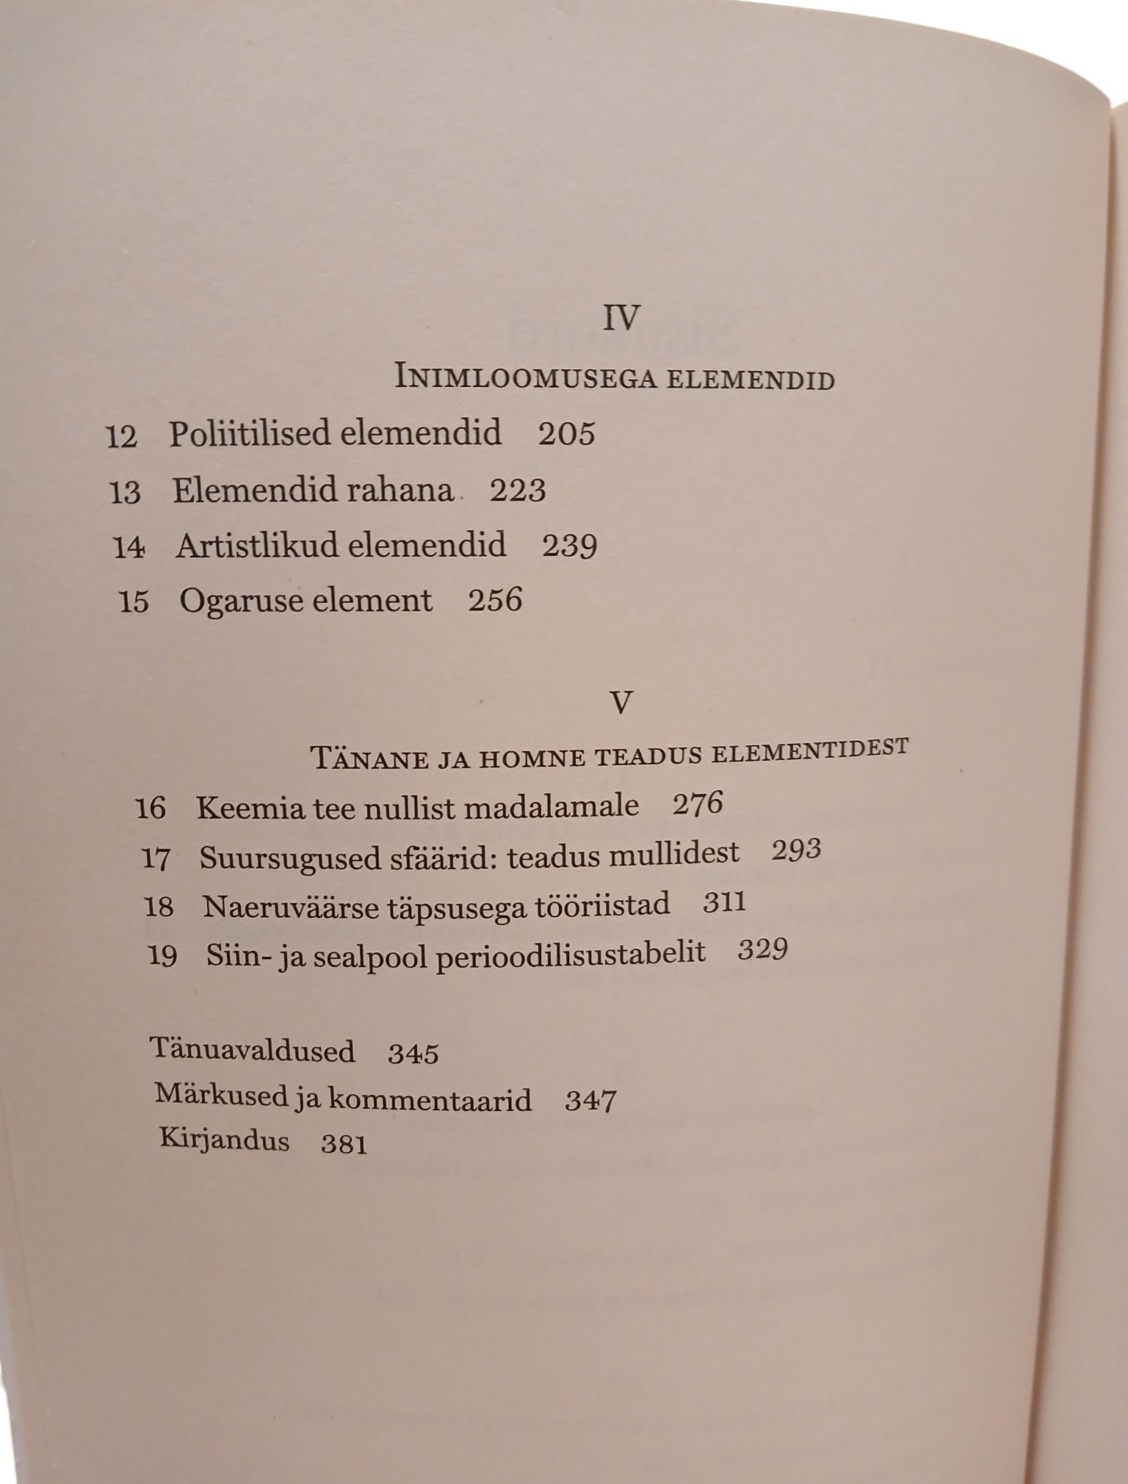 IV
INIMLOOMUSEGA ELEMENDID
12 Poliitilised elemendid 205
13 Elemendid rahana 223
14 Artistlikud elemendid 239
15 Ogaruse element 256
V
TÄNANE JA HOMNE TEADUS ELEMENTIDEST
16 Keemia tee nullist madalamale 276
17 Suursugused sfäärid: teadus mullidest 293
18 Naeruväärse täpsusega tööriistad 311
19 Siin- ja sealpool perioodilisustabelit 329
Tänuavaldused 345
Märkused ja kommentaarid 347
Kirjandus 381